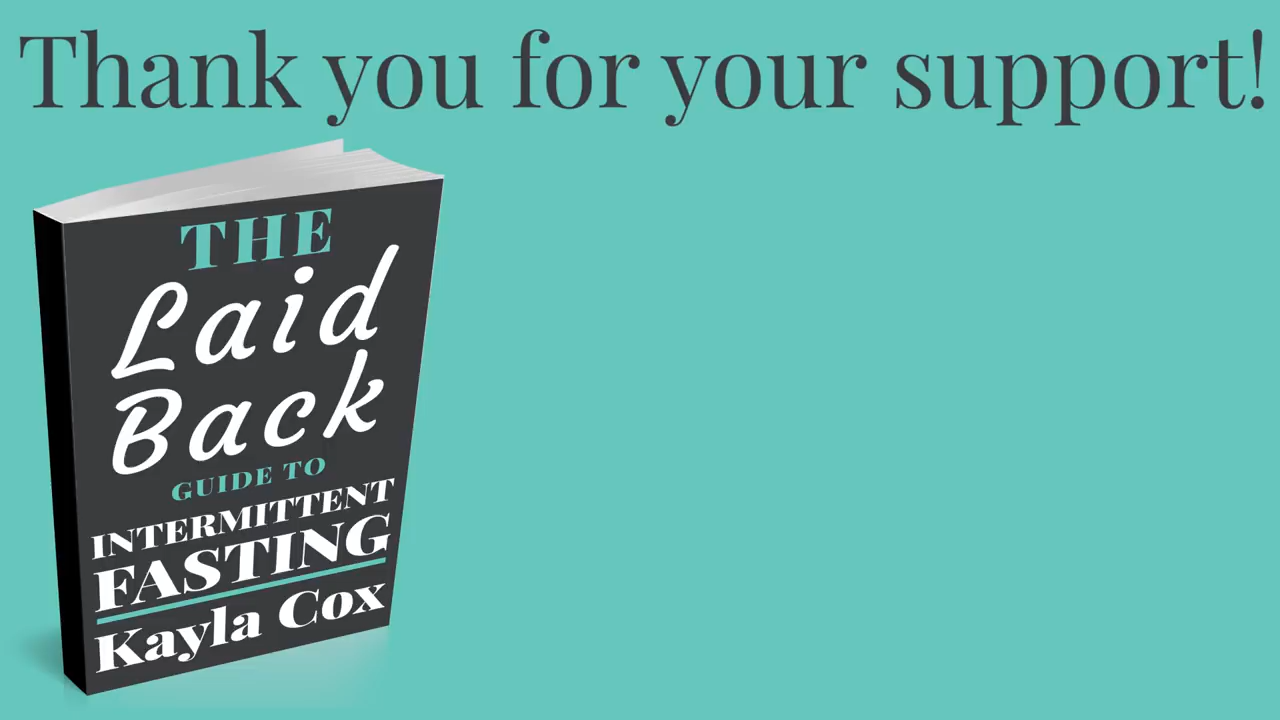 Thank you for your support!
THE
Laid
Back
GUIDE TO
INTERMITTENT
FASTING
Kayla Cox